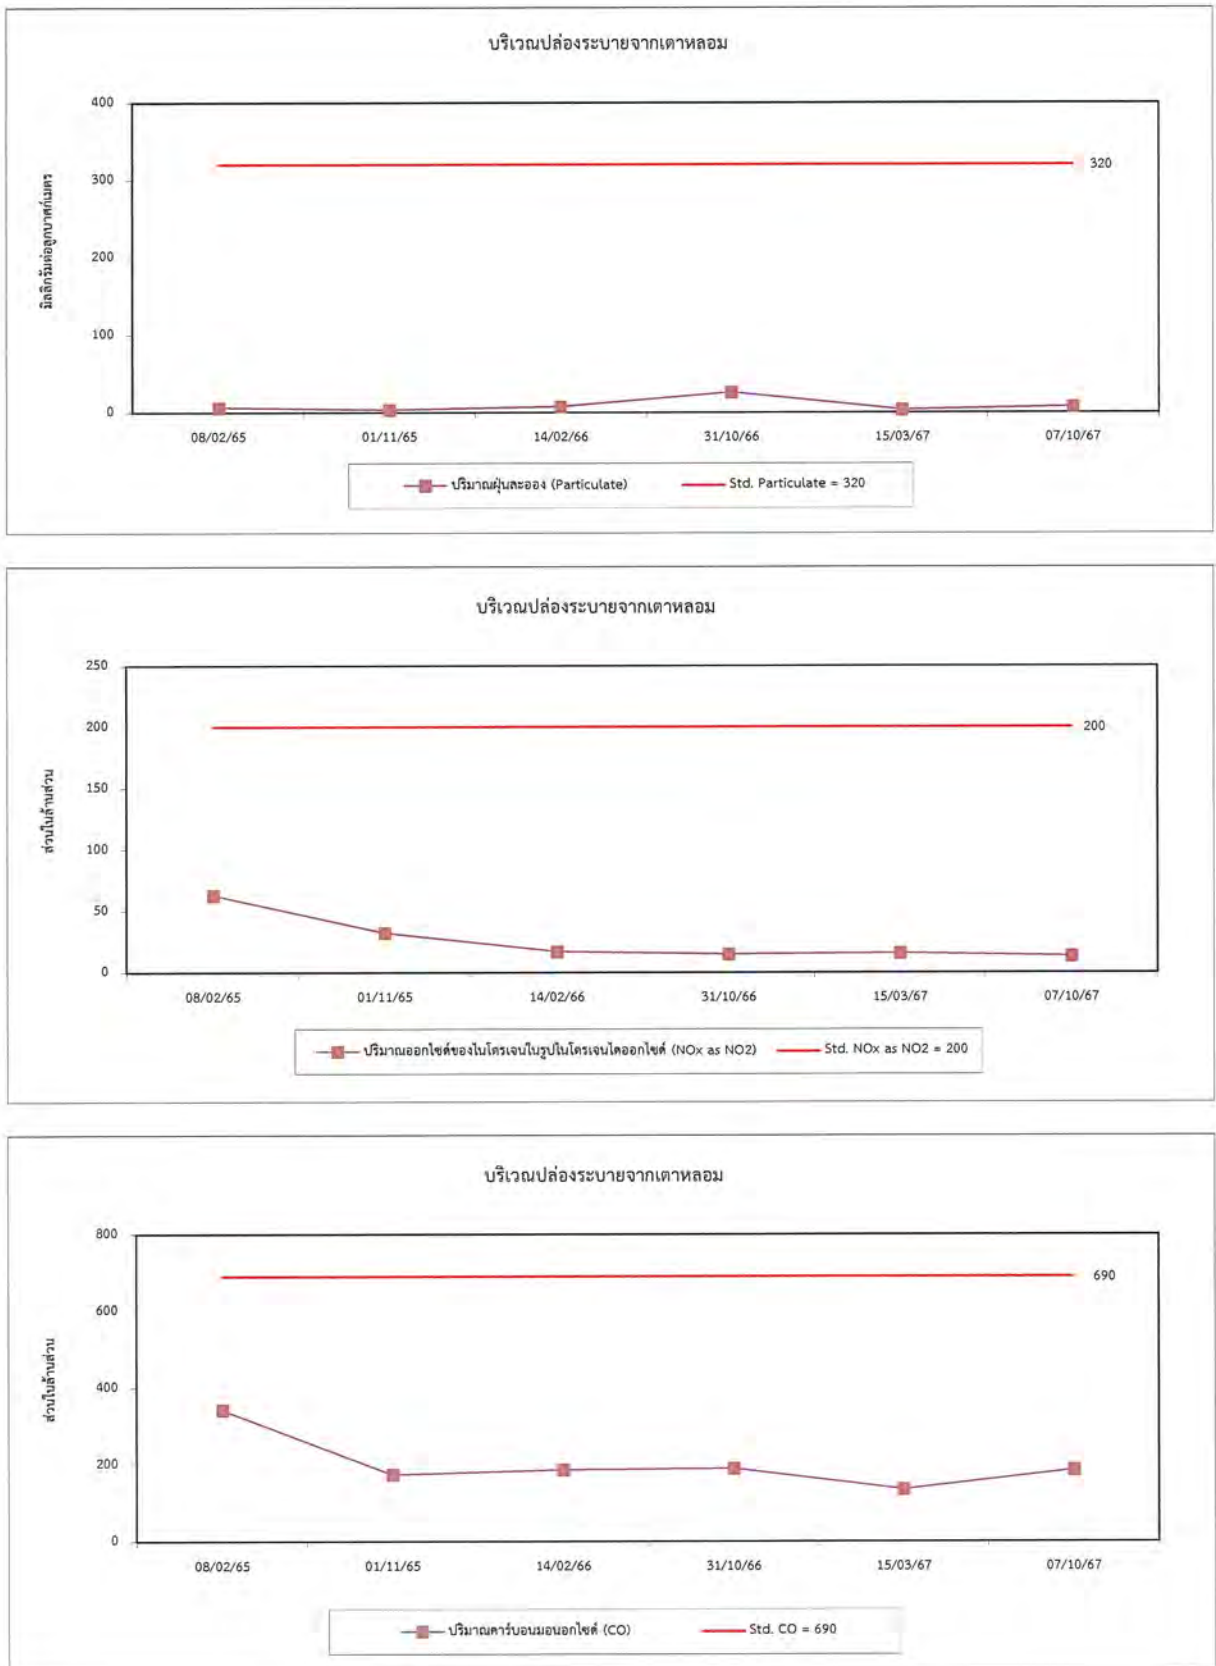 บริเวณปล่องระบายจากเตาหลอม
400
300
200
100
0
มิลลิกรัมต่อลูกบาศก์เมตร
320
08/02/65 01/11/65 14/02/66 31/10/66 15/03/67 07/10/67
ปริมาณฝุ่นละออง (Particulate) Std. Particulate = 320
บริเวณปล่องระบายจากเตาหลอม
250
200
150
100
50
0
ส่วนในล้านส่วน
200
08/02/65 01/11/65 14/02/66 31/10/66 15/03/67 07/10/67
ปริมาณออกไซด์ของไนโตรเจนในรูปไนโตรเจนไดออกไซด์ (NOx as NO2) Std. NOx as NO2 = 200
บริเวณปล่องระบายจากเตาหลอม
800
600
400
200
0
ส่วนในล้านส่วน
690
08/02/65 01/11/65 14/02/66 31/10/66 15/03/67 07/10/67
ปริมาณคาร์บอนมอนอกไซด์ (CO) Std. CO = 690